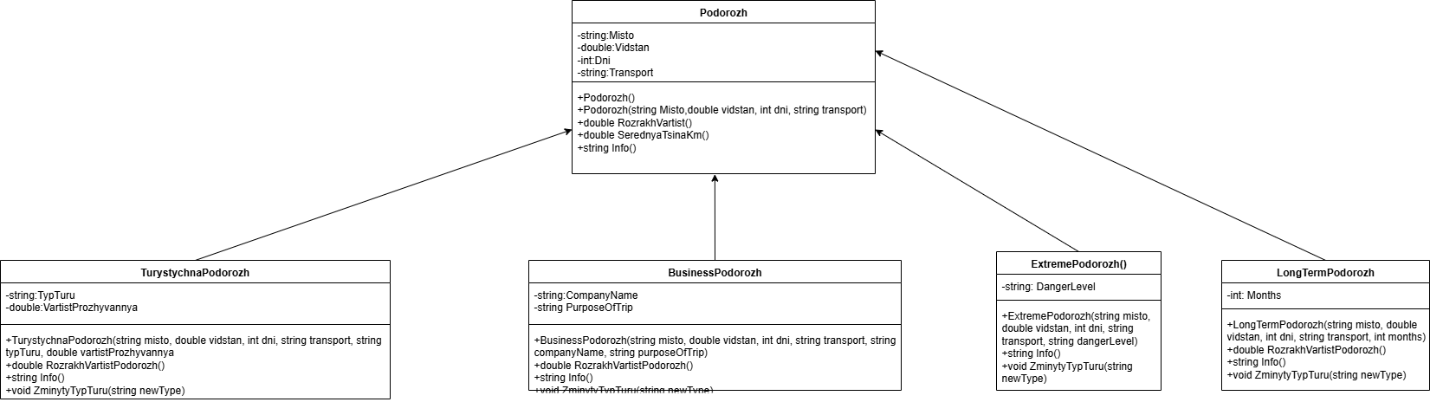 Podorozh
-string:Misto
-double:Vidstan
-int:Dni
-string:Transport
+Podorozh()
+Podorozh(string Misto,double vidstan, int dni, string transport)
+double RozrakhVartist()
+double SerednyaTsinaKm()
+string Info()
TurystychnaPodorozh
-string:TypTuru
-double:VartistProzhyvannya
+TurystychnaPodorozh(string misto, double vidstan, int dni, string transport, string
typTuru, double vartistProzhyvannya
+double RozrakhVartistPodorozh()
+string Info()
+void ZminytyTypTuru(string newType)
BusinessPodorozh
-string:CompanyName
-string PurposeOfTrip
+BusinessPodorozh(string misto, double vidstan, int dni, string transport, string
companyName, string purposeOfTrip)
+double RozrakhVartistPodorozh()
+string Info()
+void ZminytyTypTuru(string newType)
ExtremePodorozh()
-string: DangerLevel
+ExtremePodorozh(string misto,
double vidstan, int dni, string
transport, string dangerLevel)
+string Info()
+void ZminytyTypTuru(string
newType)
LongTermPodorozh
-int: Months
+LongTermPodorozh(string misto, double
vidstan, int dni, string transport, int months)
+double RozrakhVartistPodorozh()
+string Info()
+void ZminytyTypTuru(string newType)